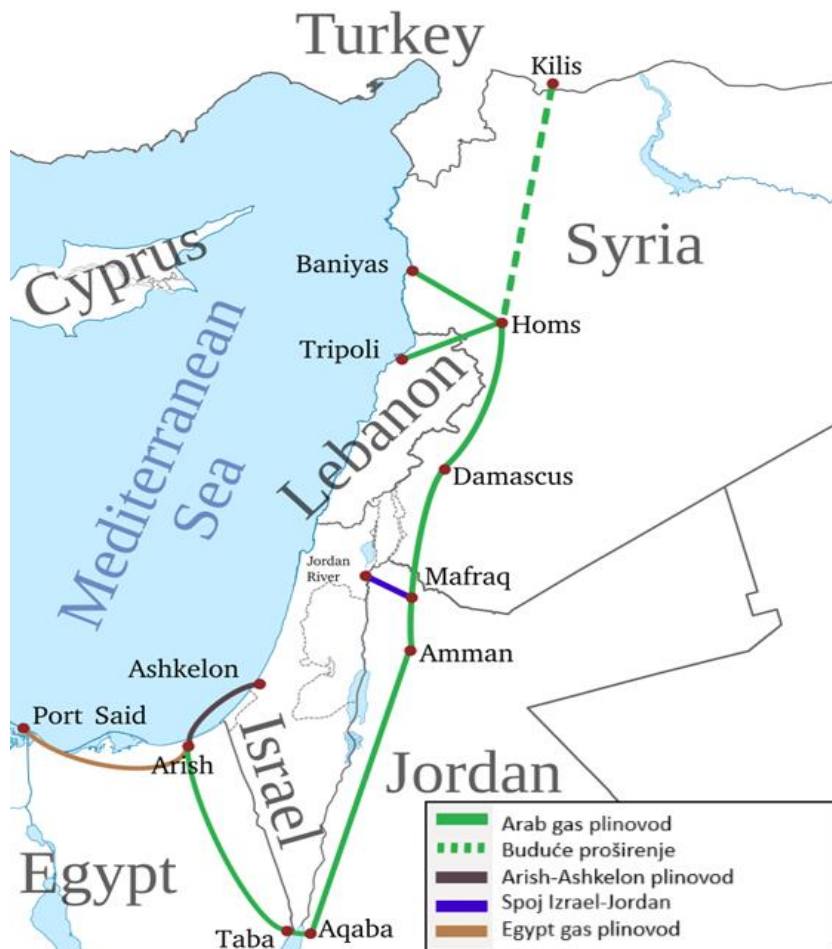 Turkey
Kilis
Syria
Cyprus
Baniyas
Homs
Tripoli
Mediterranean
Sea
Lebanon
Damascus
Jordan
River
Mafraq
Amman
Ashkelon
Port Said
Arish
Israel
Jordan
Egypt
Taba
Aqaba
Arab gas plinovod
Buduće proširenje
Arish-Ashkelon plinovod
Spoj Izrael-Jordan
Egypt gas plinovod